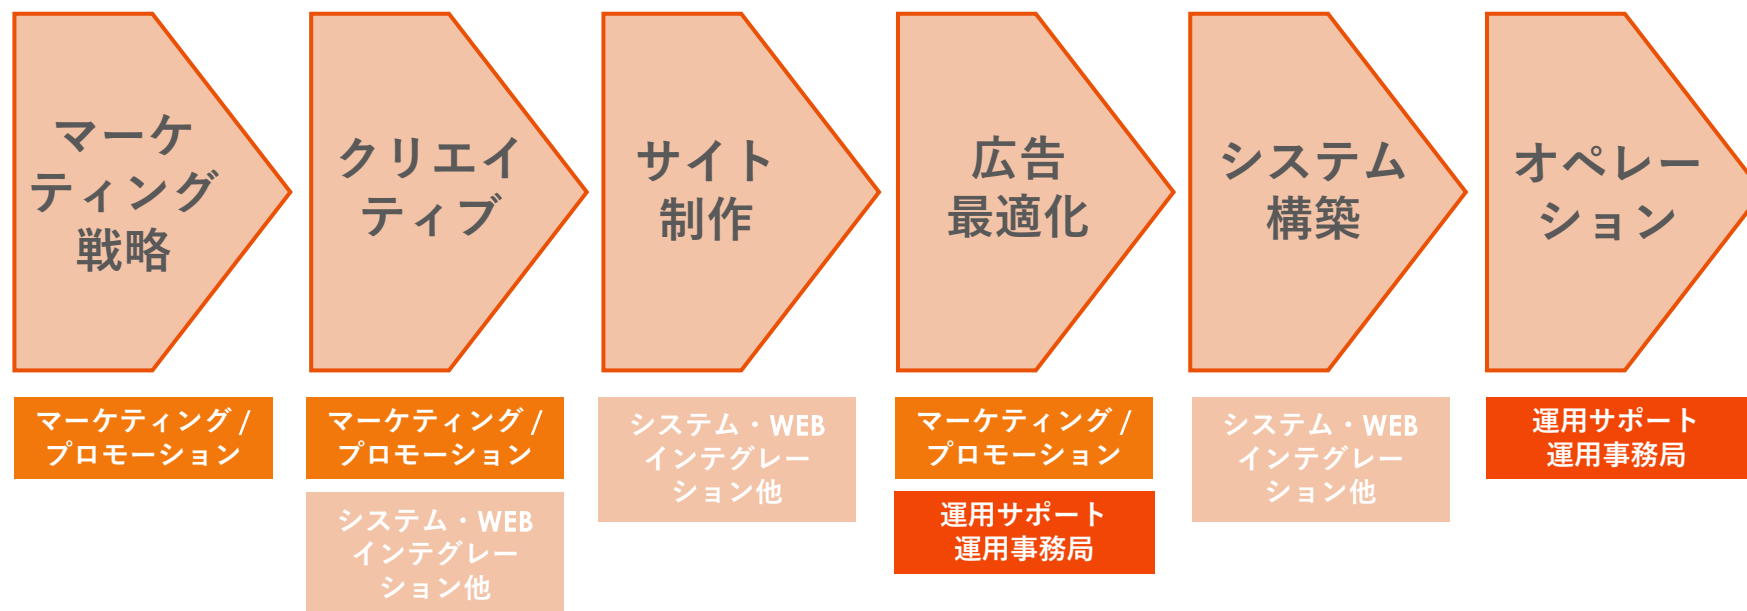 マーケ
ティング
戦略
クリエイ
ティブ
サイト
制作
広告
最適化
システム
構築
オペレー
ション
マーケティング /
プロモーション
マーケティング /
プロモーション
システム・WEB
インテグレー
ション他
システム・WEB
インテグレー
ション他
マーケティング /
プロモーション
運用サポート
運用事務局
システム・WEB
インテグレー
ション他
運用サポート
運用事務局